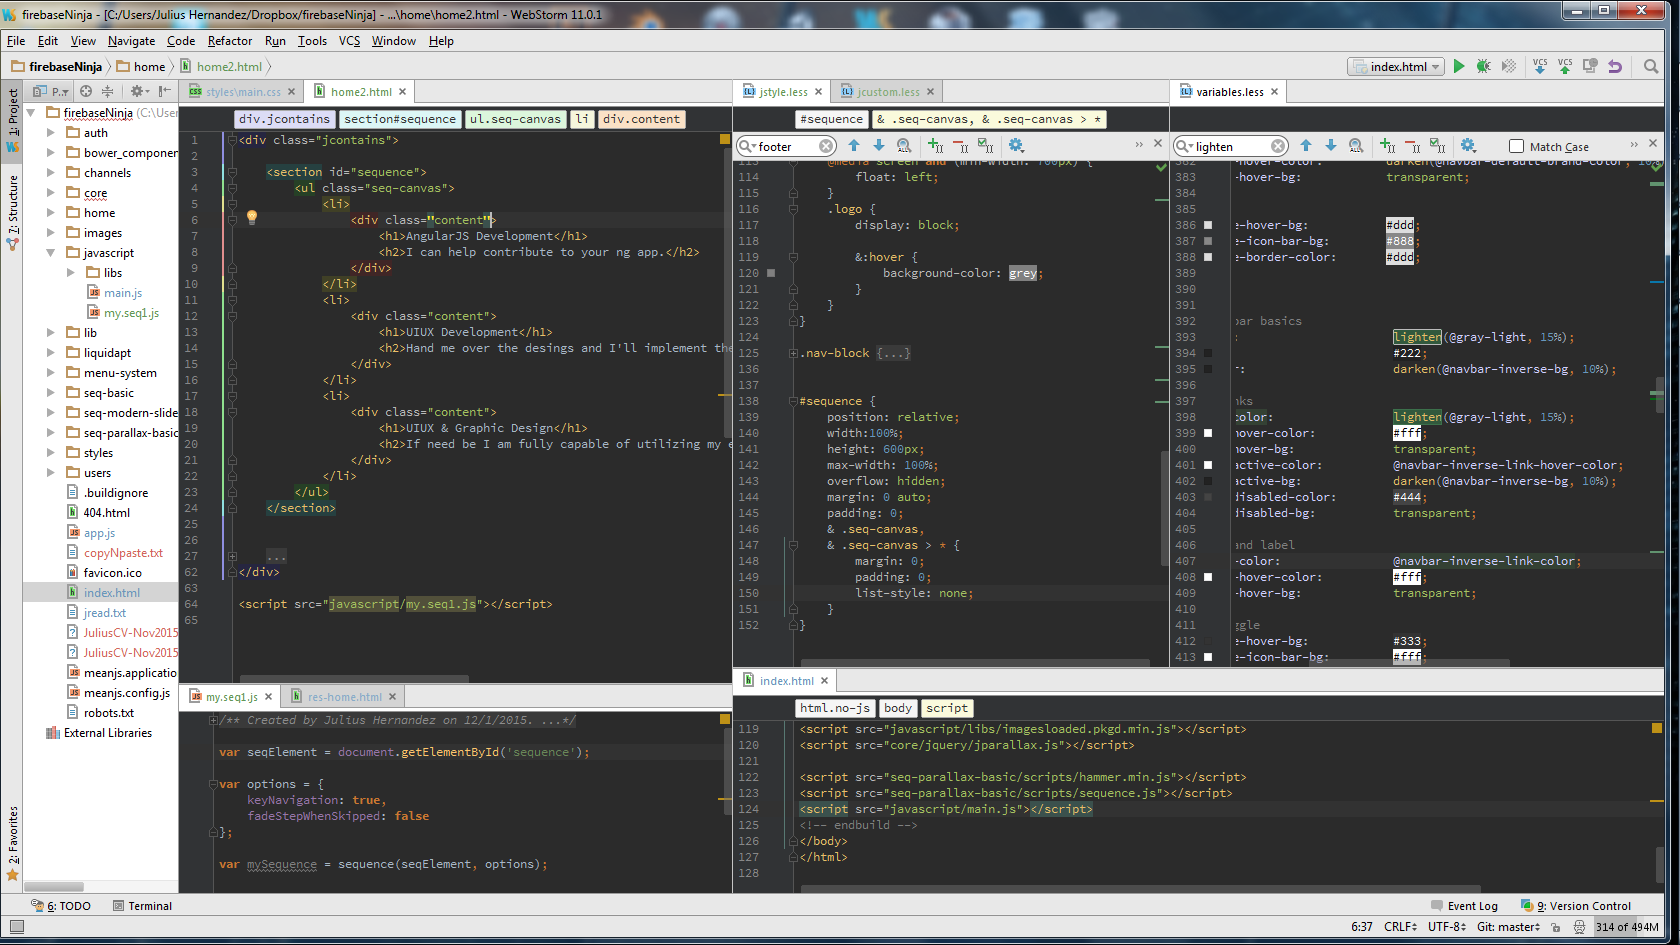 firebaseNinja - [C:/Users/Julius Hernandez/Dropbox/firebaseNinja] - ...\home\home2.html - WebStorm 11.0.1
File Edit View Navigate Code Refactor Run Tools VCS Window Help
firebaseNinja home home2.html index.html VCS VCS
1: Project
7: Structure
2: Favorites
P..
firebaseNinja (C:\User
auth
bower_componen
channels
core
home
images
javascript
libs
main.js
my.seq1.js
lib
liquidapt
menu-system
seq-basic
seq-modern-slide
seq-parallax-basic
styles
users
.buildignore
404.html
app.js
copyNpaste.txt
favicon.ico
index.html
jread.txt
JuliusCV-Nov2015
JuliusCV-Nov2015
meanjs.applicatio
meanjs.config.js
robots.txt
External Libraries
styles\main.css home2.html
div.jcontains section#sequence ul.seq-canvas li div.content
1 <div class="jcontains">
2
3 <section id="sequence">
4 <ul class="seq-canvas">
5 <li>
6 <div class="content">
7 <h1>AngularJS Development</h1>
8 <h2>I can help contribute to your ng app.</h2>
9 </div>
10 </li>
11 <li>
12 <div class="content">
13 <h1>UIUX Development</h1>
14 <h2>Hand me over the desings and I'll implement the
15 </div>
16 </li>
17 <li>
18 <div class="content">
19 <h1>UIUX & Graphic Design</h1>
20 <h2>If need be I am fully capable of utilizing my e
21 </div>
22 </li>
23 </ul>
24 </section>
25
26
27 ...
62 </div>
63
64 <script src="javascript/my.seq1.js"></script>
65
jstyle.less jcustom.less
#sequence & .seq-canvas, & .seq-canvas > *
footer
113 @media screen and (min-width: 700px) {
114 float: left;
115 }
116 .logo {
117 display: block;
118
119 &:hover {
120 background-color: grey;
121 }
122 }
123 }
124
125 .nav-block {...}
136
137
138 #sequence {
139 position: relative;
140 width:100%;
141 height: 600px;
142 max-width: 100%;
143 overflow: hidden;
144 margin: 0 auto;
145 padding: 0;
146 & .seq-canvas,
147 & .seq-canvas > * {
148 margin: 0;
149 padding: 0;
150 list-style: none;
151 }
152 }
variables.less
lighten Match Case
382 hover-color: darken(@navbar-default-brand-color, 10%
383 -hover-bg: transparent;
384
385
386 e-hover-bg: #ddd;
387 e-icon-bar-bg: #888;
388 e-border-color: #ddd;
389
390
391
392 bar basics
393 : lighten(@gray-light, 15%);
394 #222;
395 r: darken(@navbar-inverse-bg, 10%);
396
397 nks
398 color: lighten(@gray-light, 15%);
399 hover-color: #fff;
400 hover-bg: transparent;
401 active-color: @navbar-inverse-link-hover-color;
402 active-bg: darken(@navbar-inverse-bg, 10%);
403 disabled-color: #444;
404 disabled-bg: transparent;
405
406 and label
407 -color: @navbar-inverse-link-color;
408 -hover-color: #fff;
409 -hover-bg: transparent;
410
411 ggle
412 e-hover-bg: #333;
413 e-icon-bar-bg: #fff;
my.seq1.js res-home.html
/** Created by Julius Hernandez on 12/1/2015. ...*/
var seqElement = document.getElementById('sequence');
var options = {
keyNavigation: true,
fadeStepWhenSkipped: false
};
var mySequence = sequence(seqElement, options);
index.html
html.no-js body script
119 <script src="javascript/libs/imagesloaded.pkgd.min.js"></script>
120 <script src="core/jquery/jparallax.js"></script>
121
122 <script src="seq-parallax-basic/scripts/hammer.min.js"></script>
123 <script src="seq-parallax-basic/scripts/sequence.js"></script>
124 <script src="javascript/main.js"></script>
125 <!-- endbuild -->
126 </body>
127 </html>
128
6: TODO Terminal Event Log 9: Version Control
6:37 CRLF UTF-8 Git: master 314 of 494M